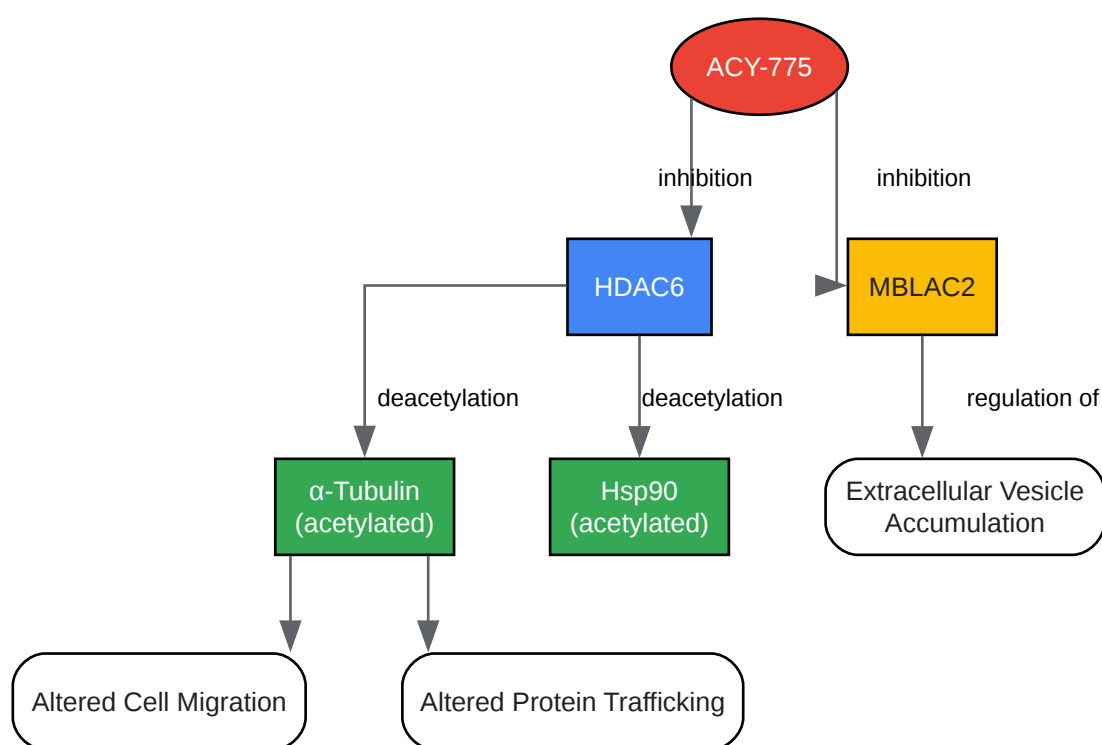 ACY-775
inhibition
inhibition
HDAC6
MBLAC2
deacetylation
deacetylation
regulation of
α-Tubulin
(acetylated)
Hsp90
(acetylated)
Extracellular Vesicle
Accumulation
Altered Cell Migration
Altered Protein Trafficking